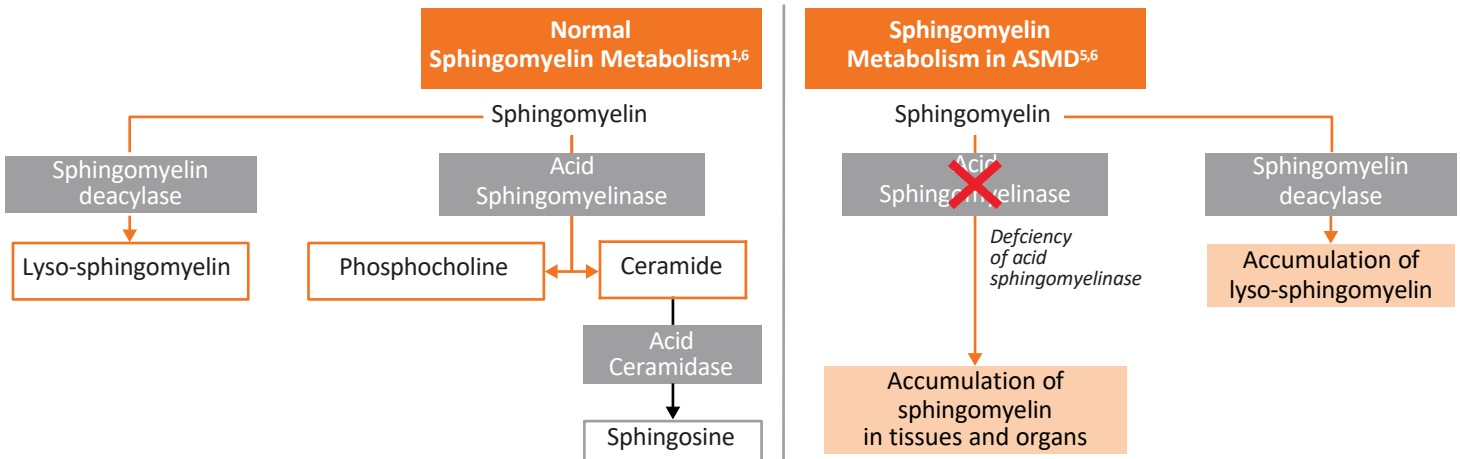 Normal
Sphingomyelin Metabolism1,6
Sphingomyelin
Sphingomyelin
deacylase
Acid
Sphingomyelinase
Lyso-sphingomyelin
Phosphocholine
Ceramide
Acid
Ceramidase
Sphingosine
Sphingomyelin
Metabolism in ASMD5,6
Sphingomyelin
Acid
Sphingomyelinase
Sphingomyelin
deacylase
Defciency
of acid
sphingomyelinase
Accumulation of
lyso-sphingomyelin
Accumulation of
sphingomyelin
in tissues and organs